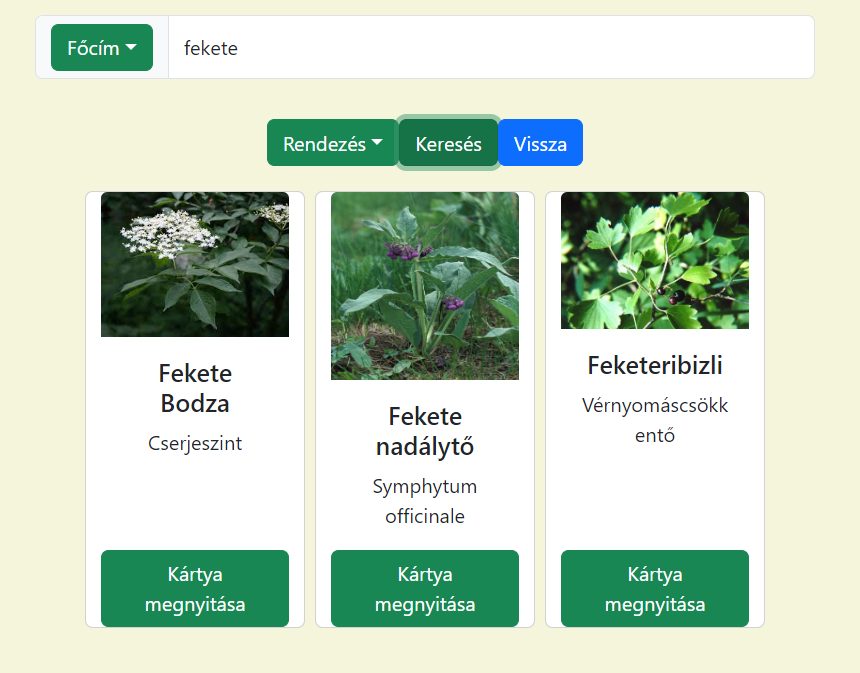 Főcím
fekete
Rendezés
Keresés
Vissza
Fekete
Bodza
Cserjeszint
Kártya
megnyitása
Fekete
nadálytő
Symphytum
officinale
Kártya
megnyitása
Feketeribizli
Vérnyomáscsökk
entő
Kártya
megnyitása